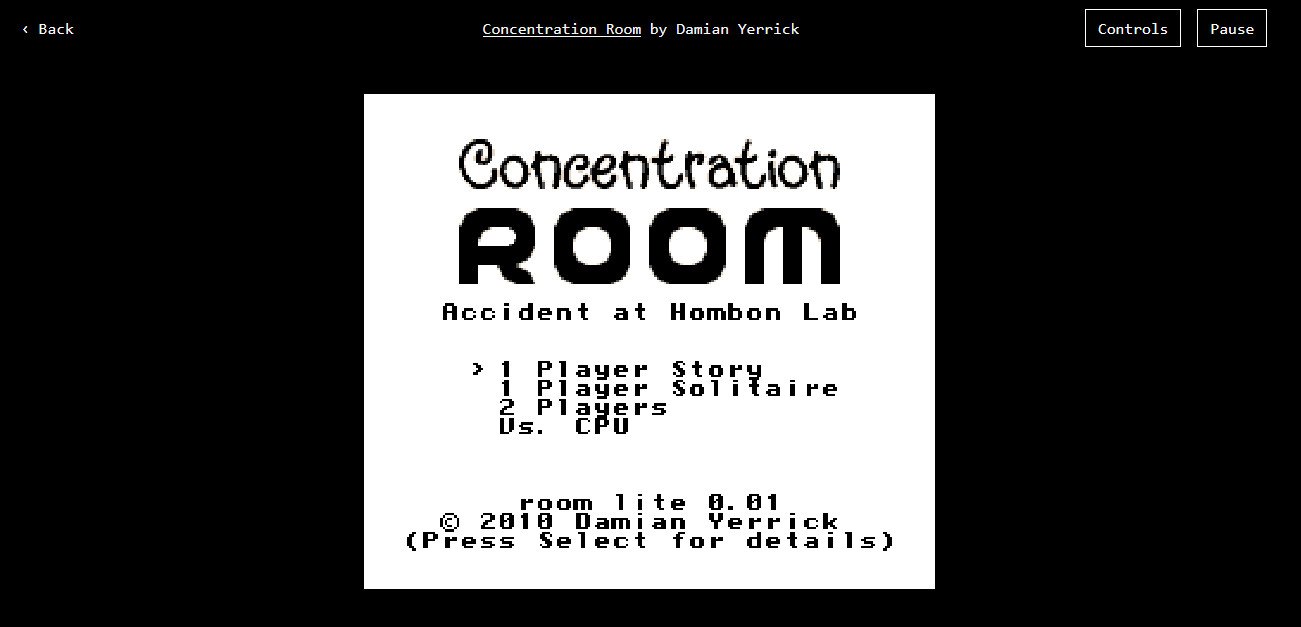 ‹ Back
Concentration Room by Damian Yerrick
Controls
Pause
Concentration
ROOM
Accident at Hombon Lab
> 1 Player Story
1 Player Solitaire
2 Players
Vs. CPU
room lite 0.01
© 2010 Damian Yerrick
(Press Select for details)